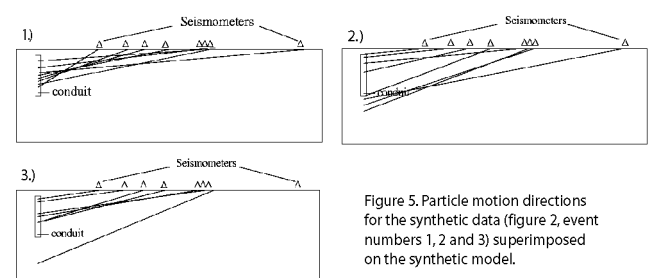 1.)
Seismometers
conduit
2.)
Seismometers
conduit
3.)
Seismometers
conduit
Figure 5. Particle motion directions
for the synthetic data (figure 2, event
numbers 1, 2 and 3) superimposed
on the synthetic model.